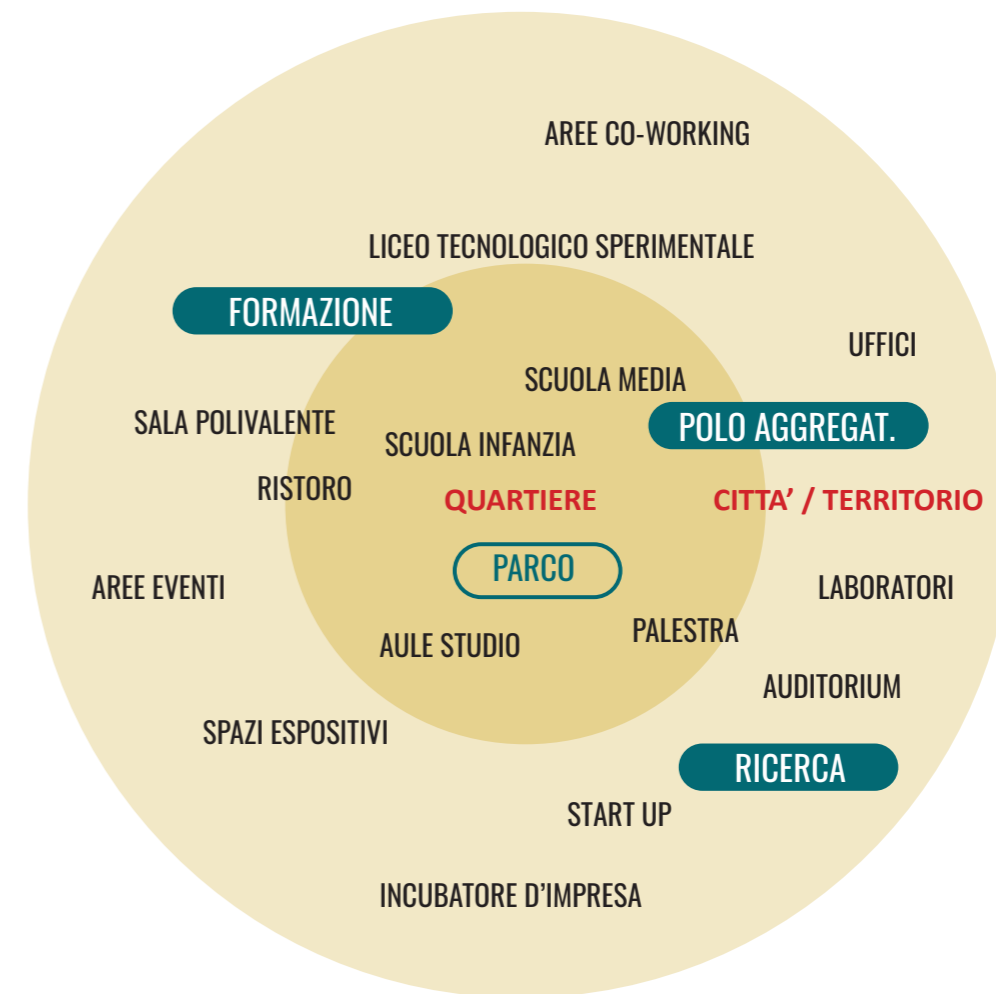 AREE CO-WORKING
LICEO TECNOLOGICO SPERIMENTALE
FORMAZIONE
UFFICI
SCUOLA MEDIA
SALA POLIVALENTE
POLO AGGREGAT.
SCUOLA INFANZIA
RISTORO
QUARTIERE
CITTA’ / TERRITORIO
PARCO
AREE EVENTI
LABORATORI
AULE STUDIO
PALESTRA
AUDITORIUM
SPAZI ESPOSITIVI
RICERCA
START UP
INCUBATORE D’IMPRESA